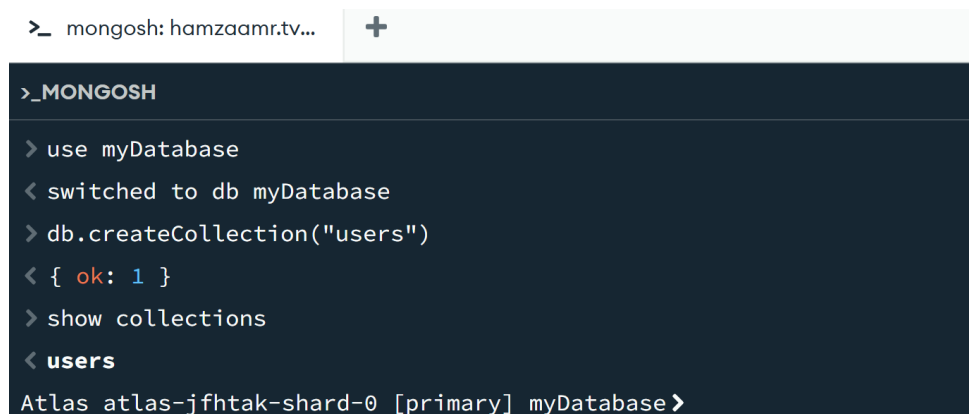 >_ mongosh: hamzaamr.tv... +
>_MONGOSH
> use myDatabase
< switched to db myDatabase
> db.createCollection("users")
< { ok: 1 }
> show collections
< users
Atlas atlas-jfhtak-shard-0 [primary] myDatabase>